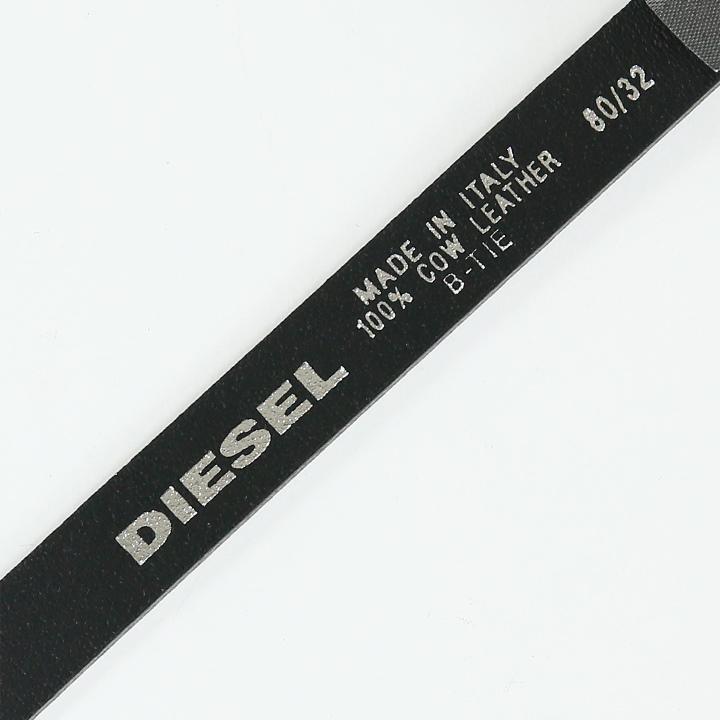 DIESEL
MADE IN ITALY
100% COW LEATHER
B-TIE
80/32